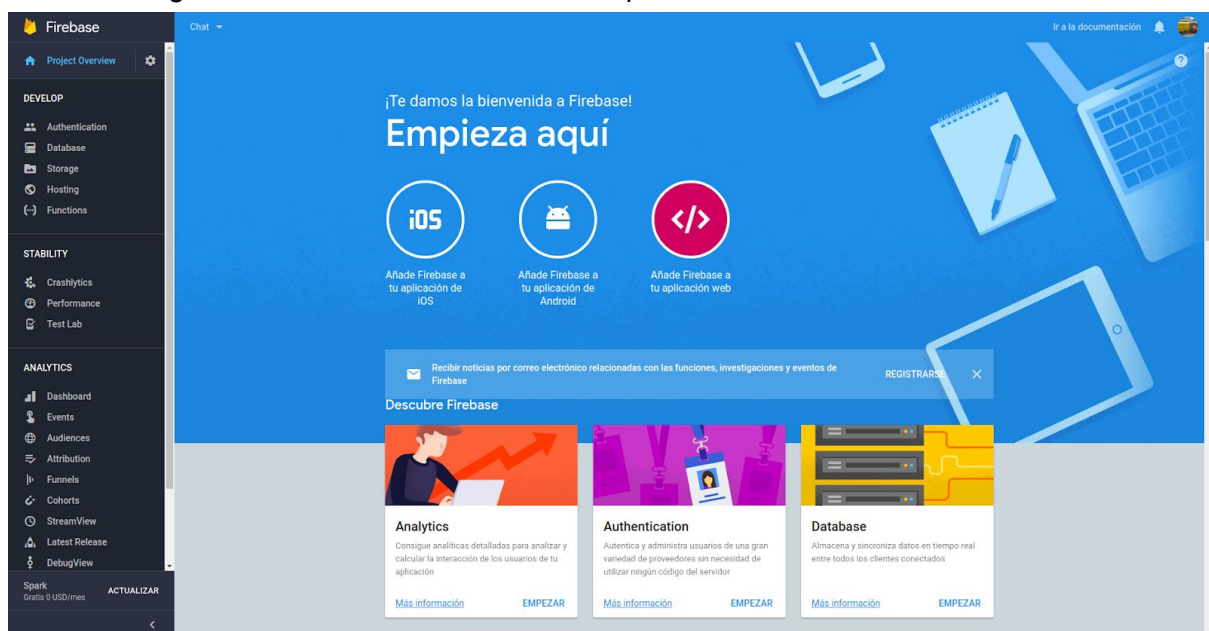 Firebase
Project Overview
DEVELOP
Authentication
Database
Storage
Hosting
Functions
STABILITY
Crashlytics
Performance
Test Lab
ANALYTICS
Dashboard
Events
Audiences
Attribution
Funnels
Cohorts
StreamView
Latest Release
DebugView
Spark
Gratis 0 USD/mes
ACTUALIZAR
Chat
Ir a la documentación
¡Te damos la bienvenida a Firebase!
Empieza aquí
iOS
Añade Firebase a
tu aplicación de
iOS
Añade Firebase a
tu aplicación de
Android
</>
Añade Firebase a
tu aplicación web
Recibir noticias por correo electrónico relacionadas con las funciones, investigaciones y eventos de
Firebase
REGISTRARSE
Descubre Firebase
Analytics
Consigue analíticas detalladas para analizar y
calcular la interacción de los usuarios de tu
aplicación
Más información
EMPEZAR
Authentication
Autentica y administra usuarios de una gran
variedad de proveedores sin necesidad de
utilizar ningún código del servidor
Más información
EMPEZAR
Database
Almacena y sincroniza datos en tiempo real
entre todos los clientes conectados
Más información
EMPEZAR